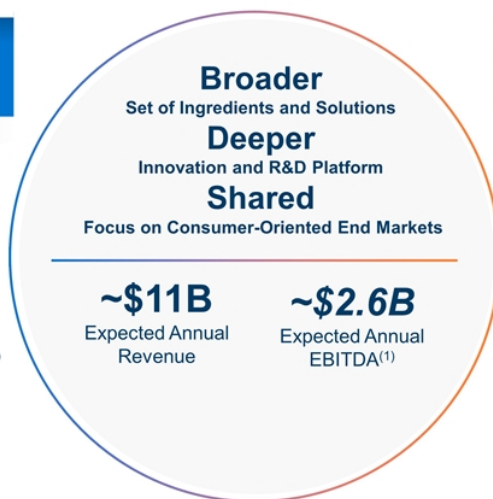 Broader
Set of Ingredients and Solutions
Deeper
Innovation and R&D Platform
Shared
Focus on Consumer-Oriented End Markets
~$11B
Expected Annual
Revenue
~$2.6B
Expected Annual
EBITDA(1)